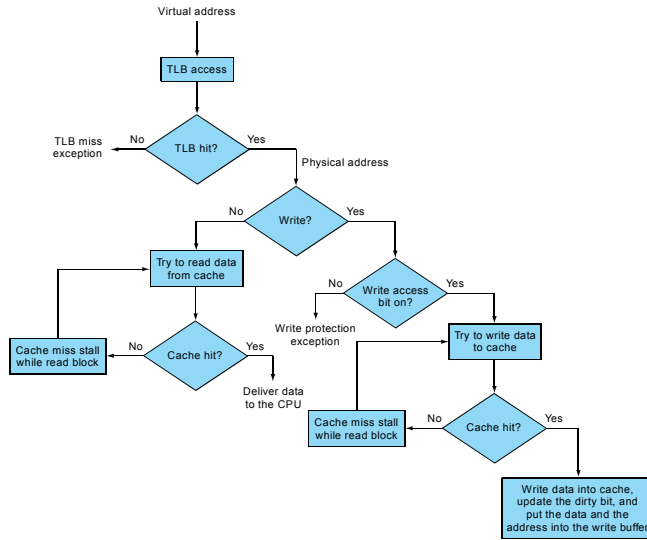 Virtual address
TLB access
No
Yes
TLB miss
exception
TLB hit?
Physical address
No
Yes
Write?
Try to read data
from cache
No
Yes
Write access
bit on?
Write protection
exception
Try to write data
to cache
Cache miss stall
while read block
No
Yes
Cache hit?
Deliver data
to the CPU
Cache miss stall
while read block
No
Yes
Cache hit?
Write data into cache,
update the dirty bit, and
put the data and the
address into the write buffer